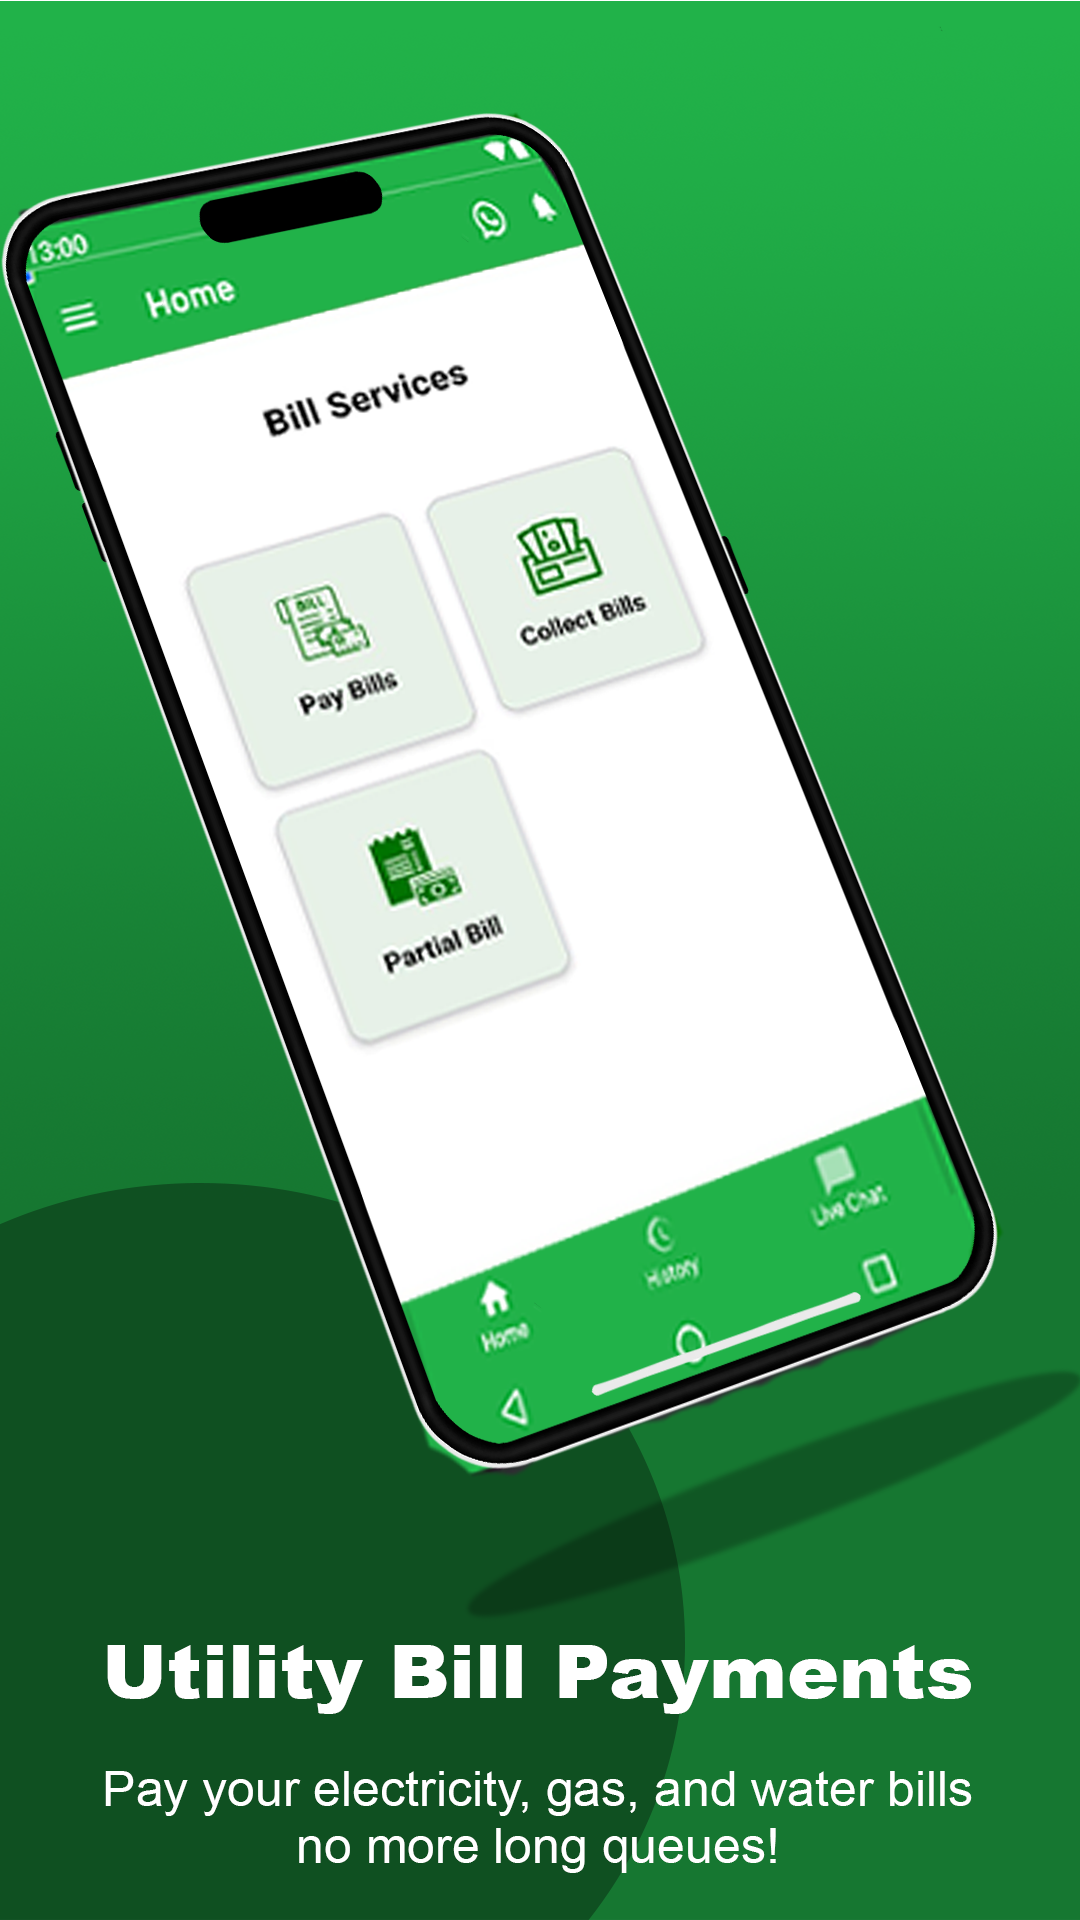 13:00
Home
Bill Services
BILL
Pay Bills
Collect Bills
Partial Bill
Home
History
Live Chat
Utility Bill Payments
Pay your electricity, gas, and water bills
no more long queues!